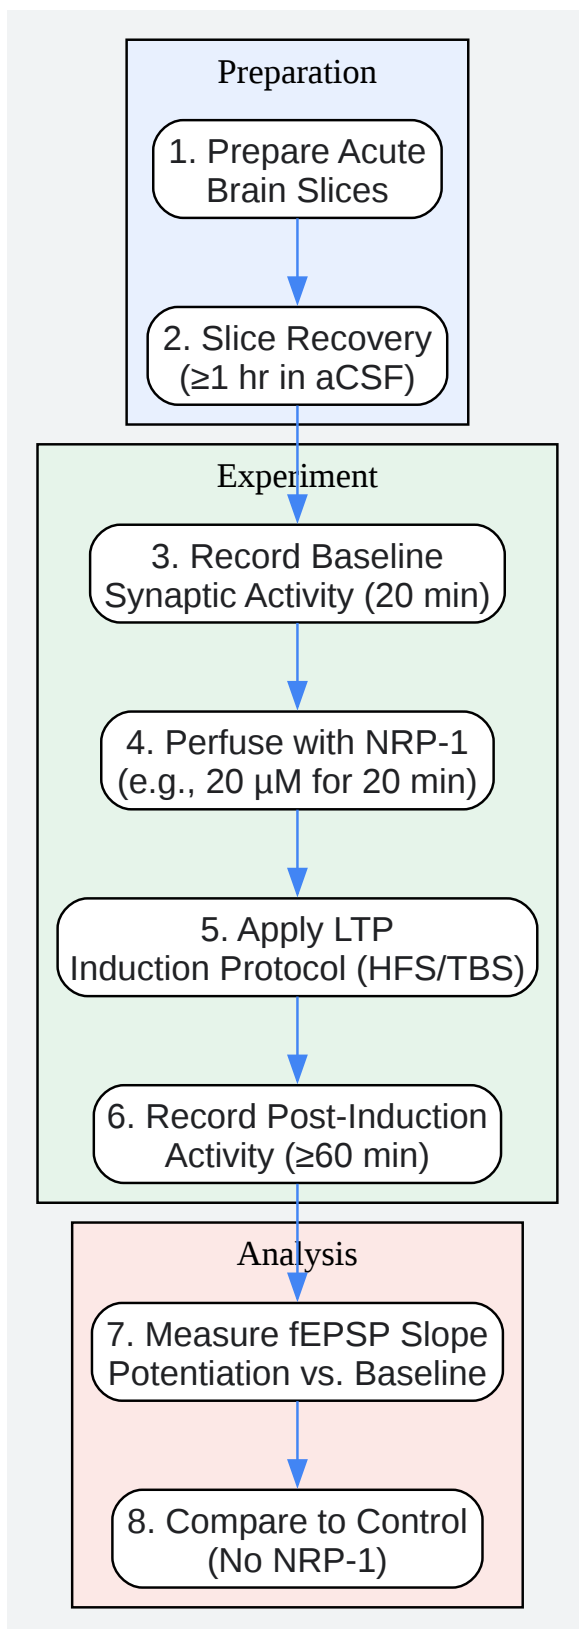 Preparation
1. Prepare Acute
Brain Slices
2. Slice Recovery
(≥1 hr in aCSF)
Experiment
3. Record Baseline
Synaptic Activity (20 min)
4. Perfuse with NRP-1
(e.g., 20 µM for 20 min)
5. Apply LTP
Induction Protocol (HFS/TBS)
6. Record Post-Induction
Activity (≥60 min)
Analysis
7. Measure fEPSP Slope
Potentiation vs. Baseline
8. Compare to Control
(No NRP-1)